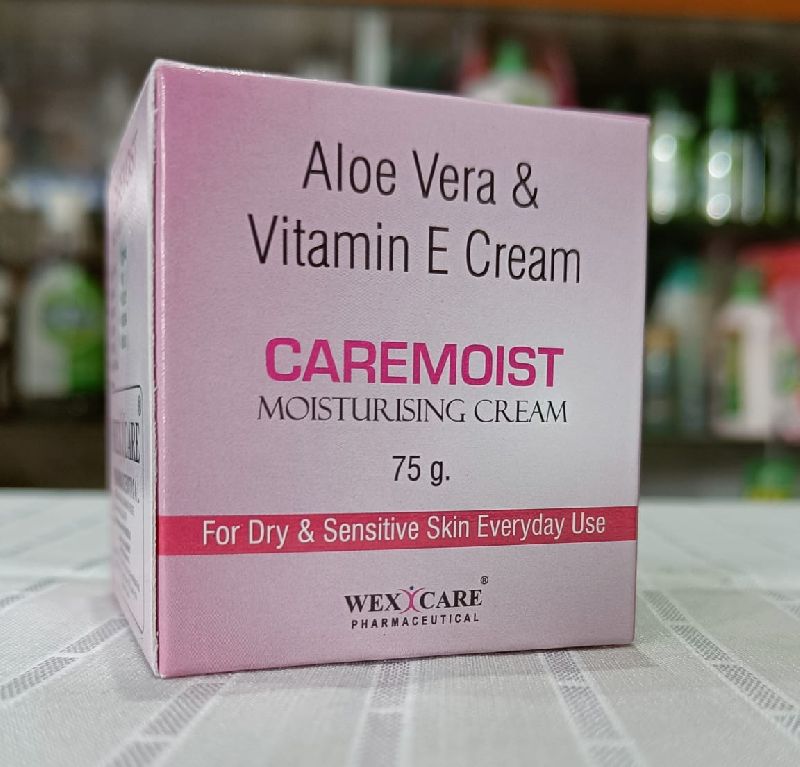 Aloe Vera &
Vitamin E Cream
CAREMOIST
MOISTURISING CREAM
75 g.
For Dry & Sensitive Skin Everyday Use
WEX CARE®
PHARMACEUTICAL